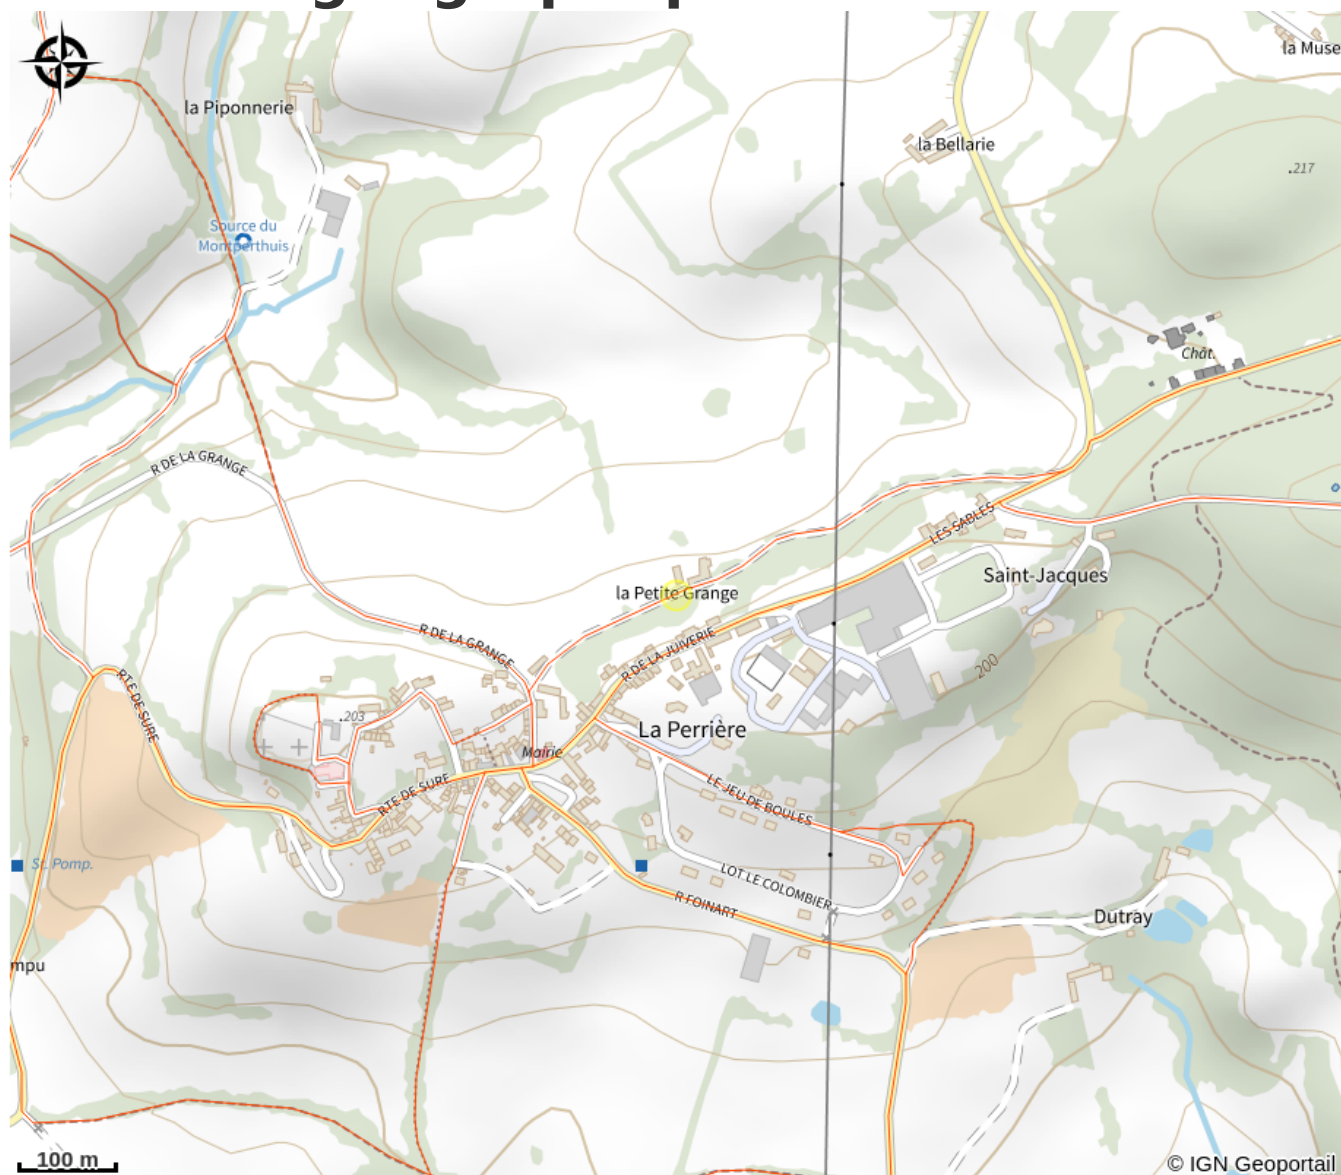 la Muse
la Piponnerie
la Bellarie
.217
Source du
Montperthuis
Chât.
R DE LA GRANGE
LES SABLES
Saint-Jacques
la Petite Grange
R DE LA GRANGE
R DE LA JUIVERIE
200
RTE DE SURE
.203
La Perrière
Mairie
RTE DE SURE
LE JEU DE BOULES
St. Pomp.
LOT LE COLOMBIER
R FOINART
Dutray
mpu
100 m
© IGN Geoportail